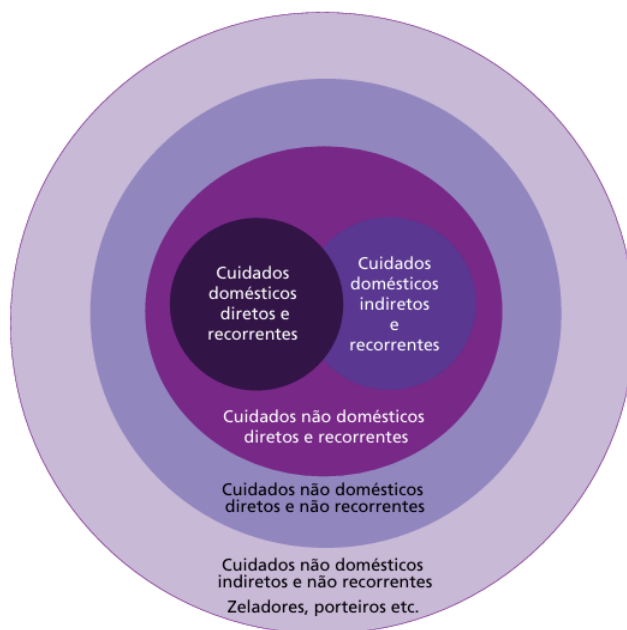 Cuidados
domésticos
diretos e
recorrentes
Cuidados
domésticos
indiretos
e
recorrentes
Cuidados não domésticos
diretos e recorrentes
Cuidados não domésticos
diretos e não recorrentes
Cuidados não domésticos
indiretos e não recorrentes
Zeladores, porteiros etc.